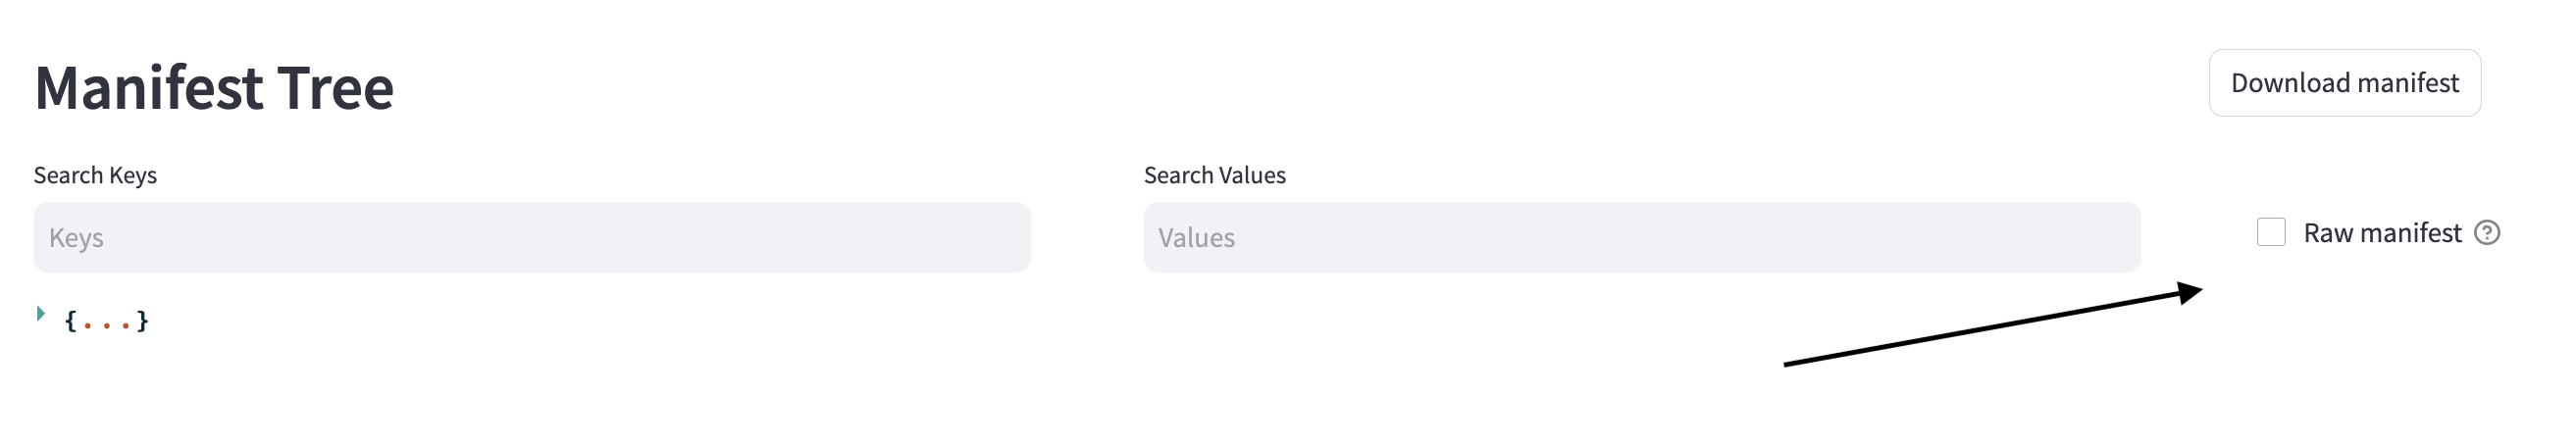 Manifest Tree
Download manifest
Search Keys
Search Values
Keys
Values
Raw manifest ?
{...}